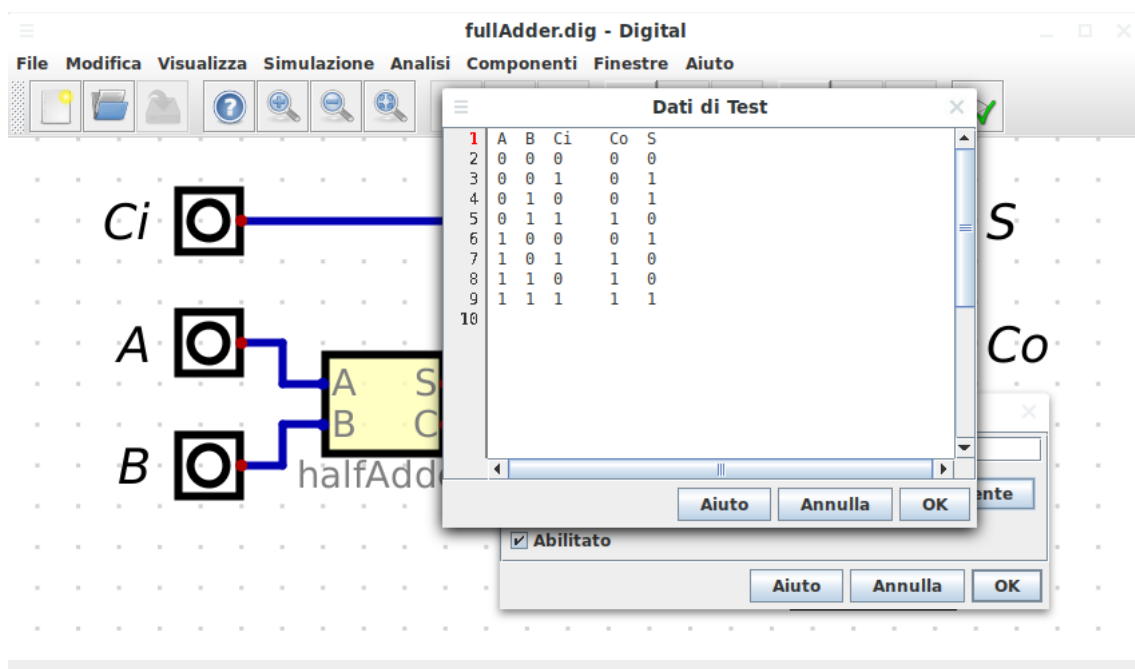 fullAdder.dig - Digital
File Modifica Visualizza Simulazione Analisi Componenti Finestre Aiuto
Dati di Test
1 A B Ci Co S
2 0 0 0 0 0
3 0 0 1 0 1
4 0 1 0 0 1
5 0 1 1 1 0
6 1 0 0 0 1
7 1 0 1 1 0
8 1 1 0 1 0
9 1 1 1 1 1
10
Ci
S
A
Co
A S
B C
B
halfAdd
Aiuto Annulla OK
ente
Abilitato
Aiuto Annulla OK